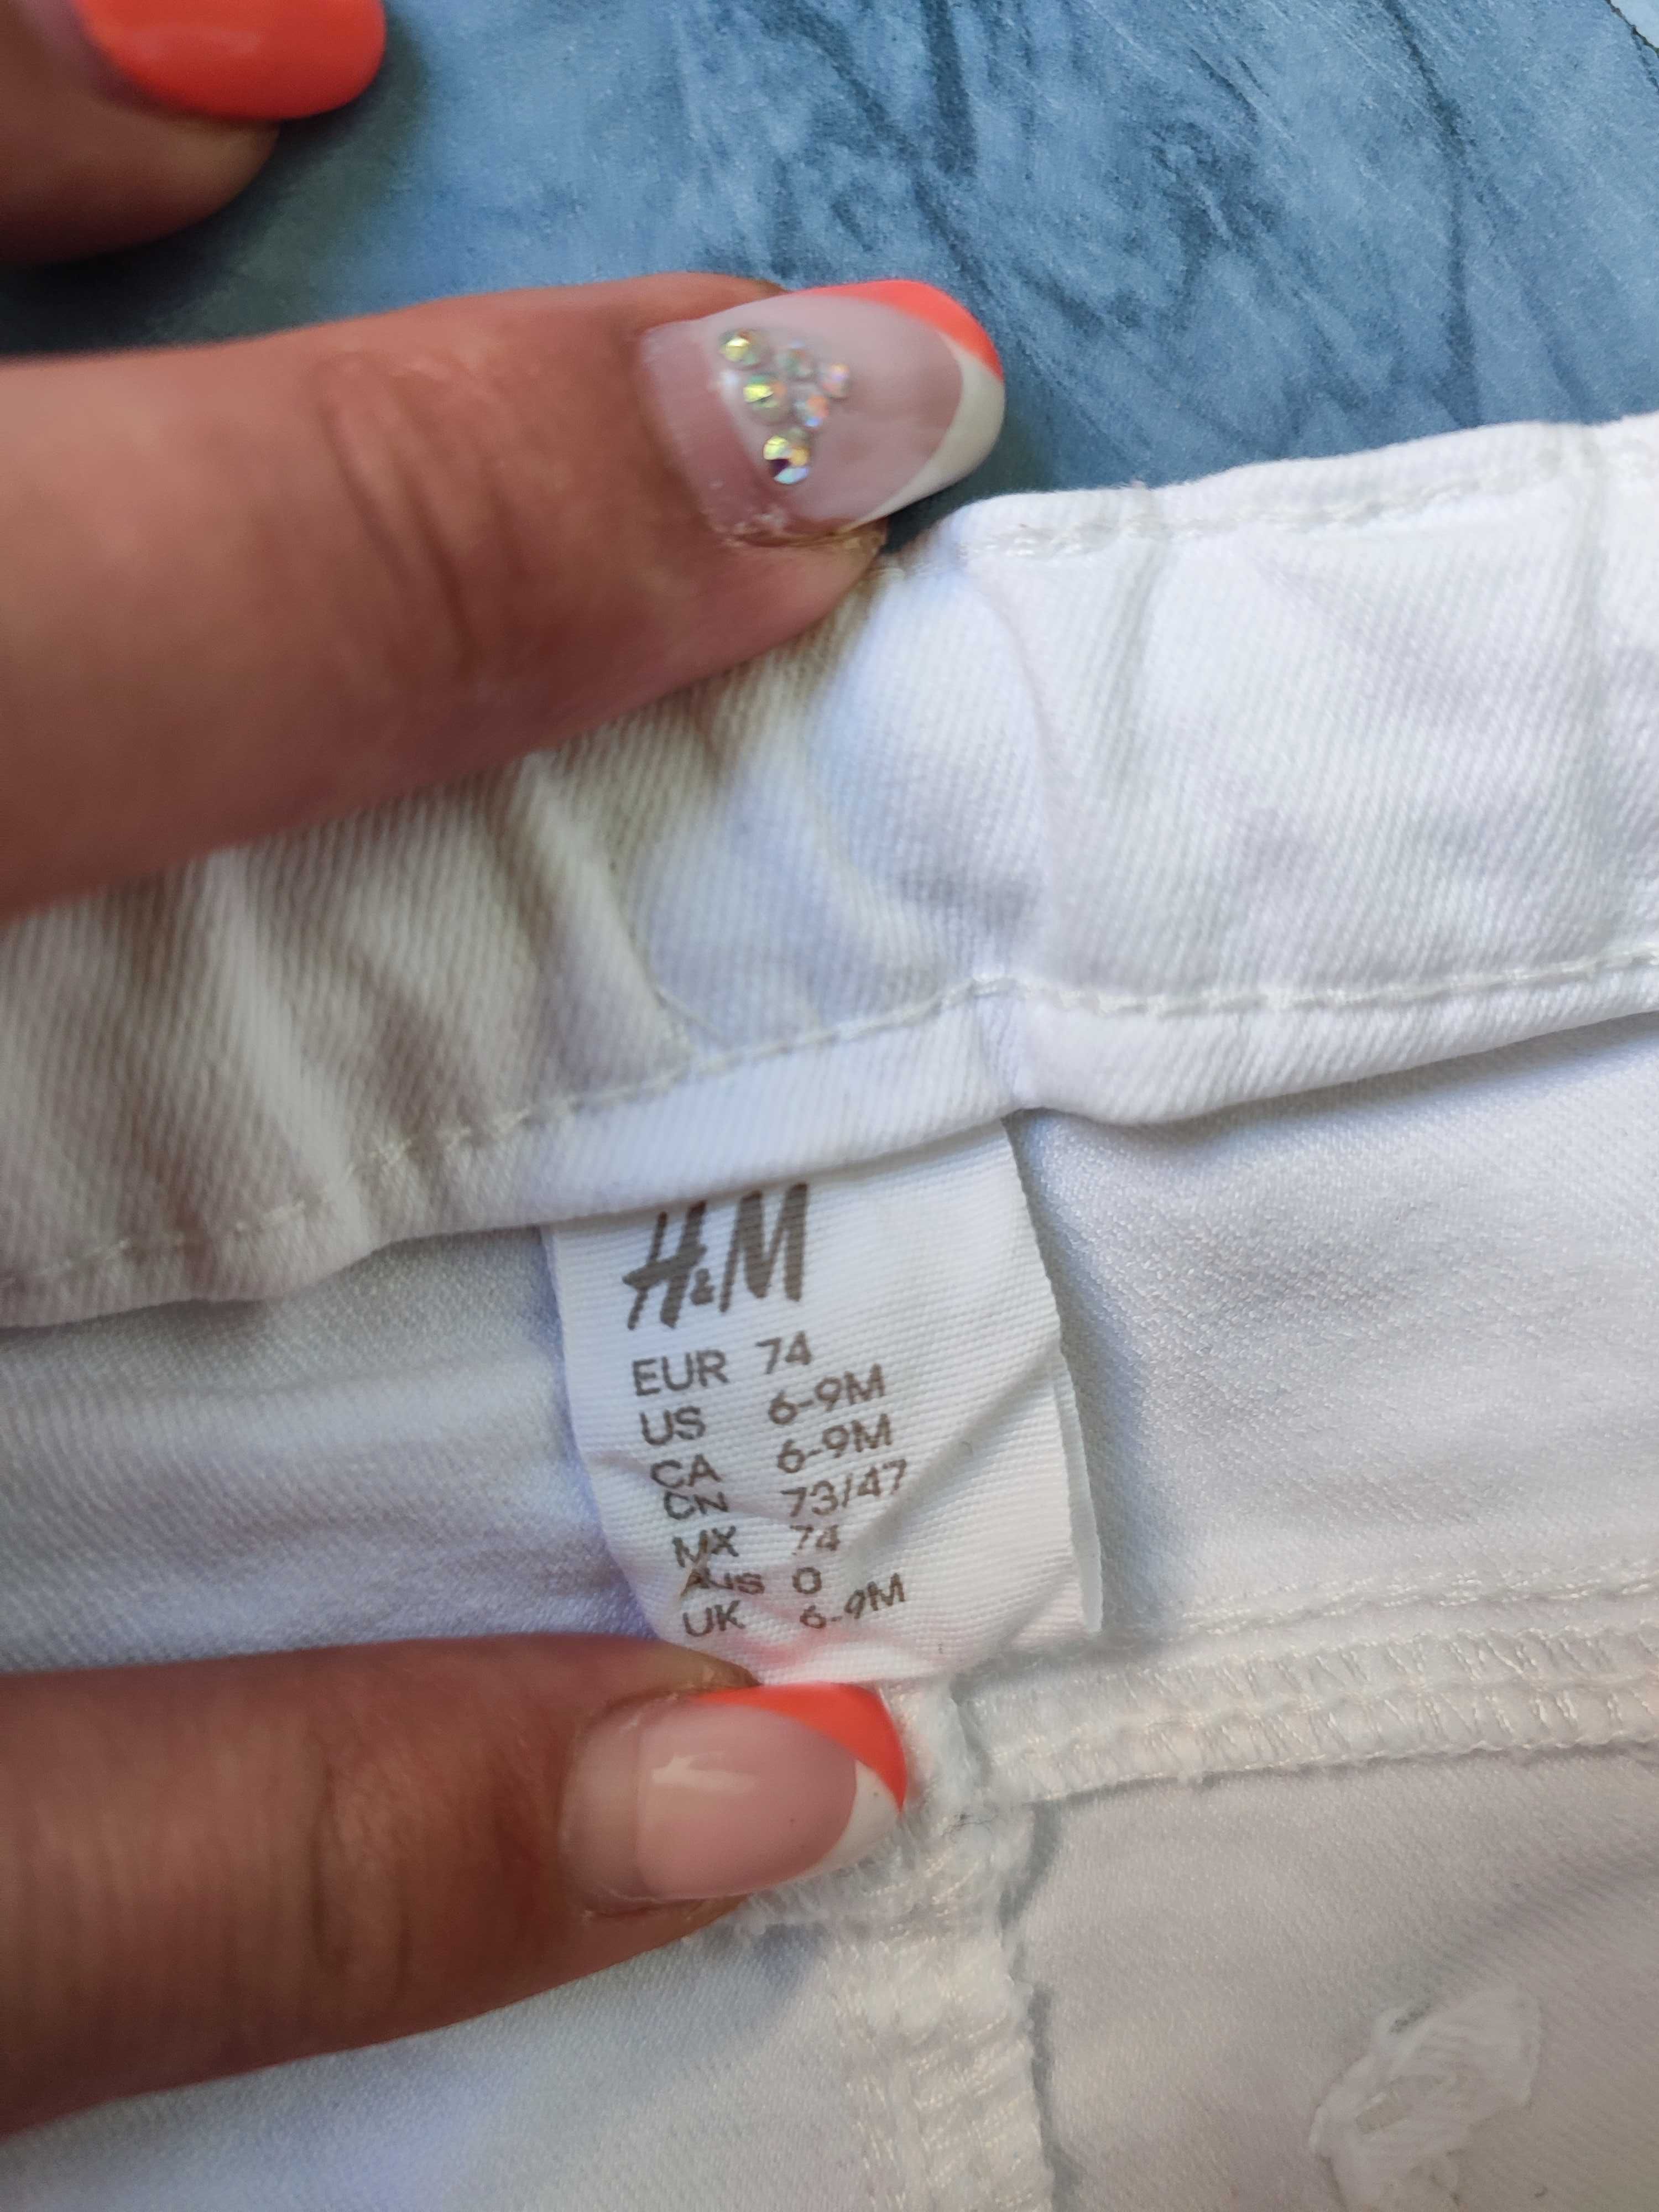 H&M
EUR 74
US 6-9M
CA 6-9M
CN 73/47
MX 74
AUS 0
UK 6-9M